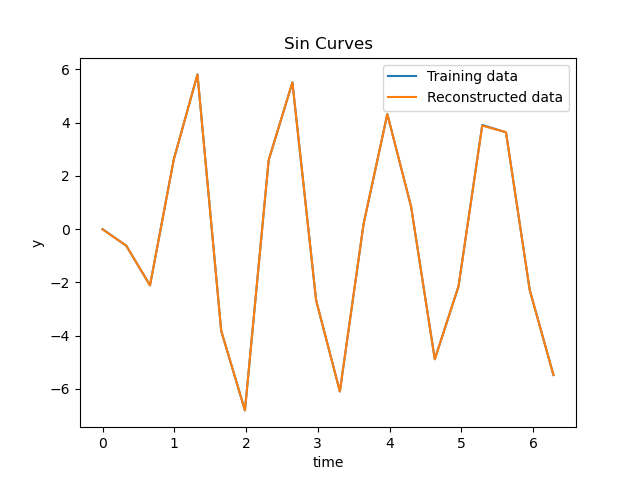 Sin Curves
Training data
Reconstructed data
6
4
2
0
−2
−4
−6
y
0 1 2 3 4 5 6
time